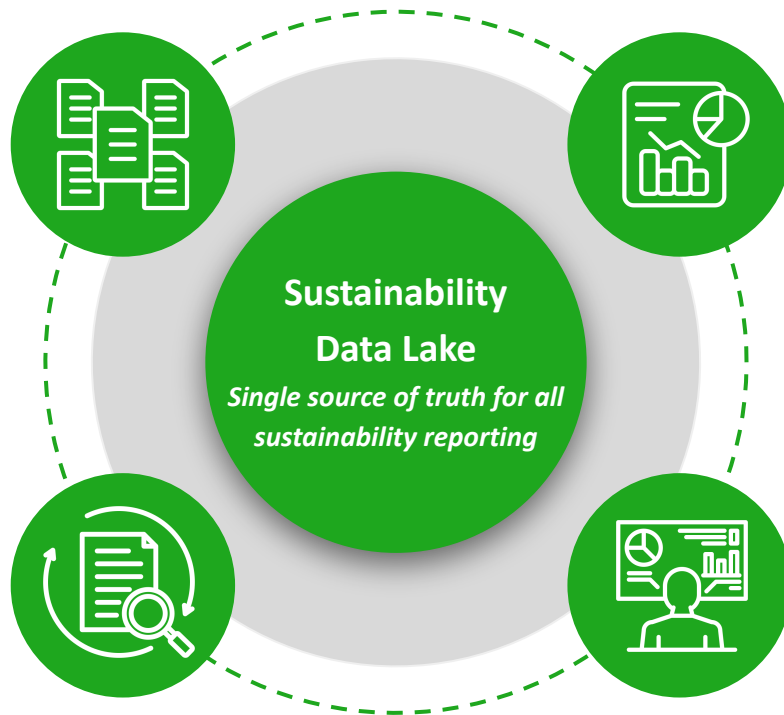 Sustainability
Data Lake
Single source of truth for all
sustainability reporting